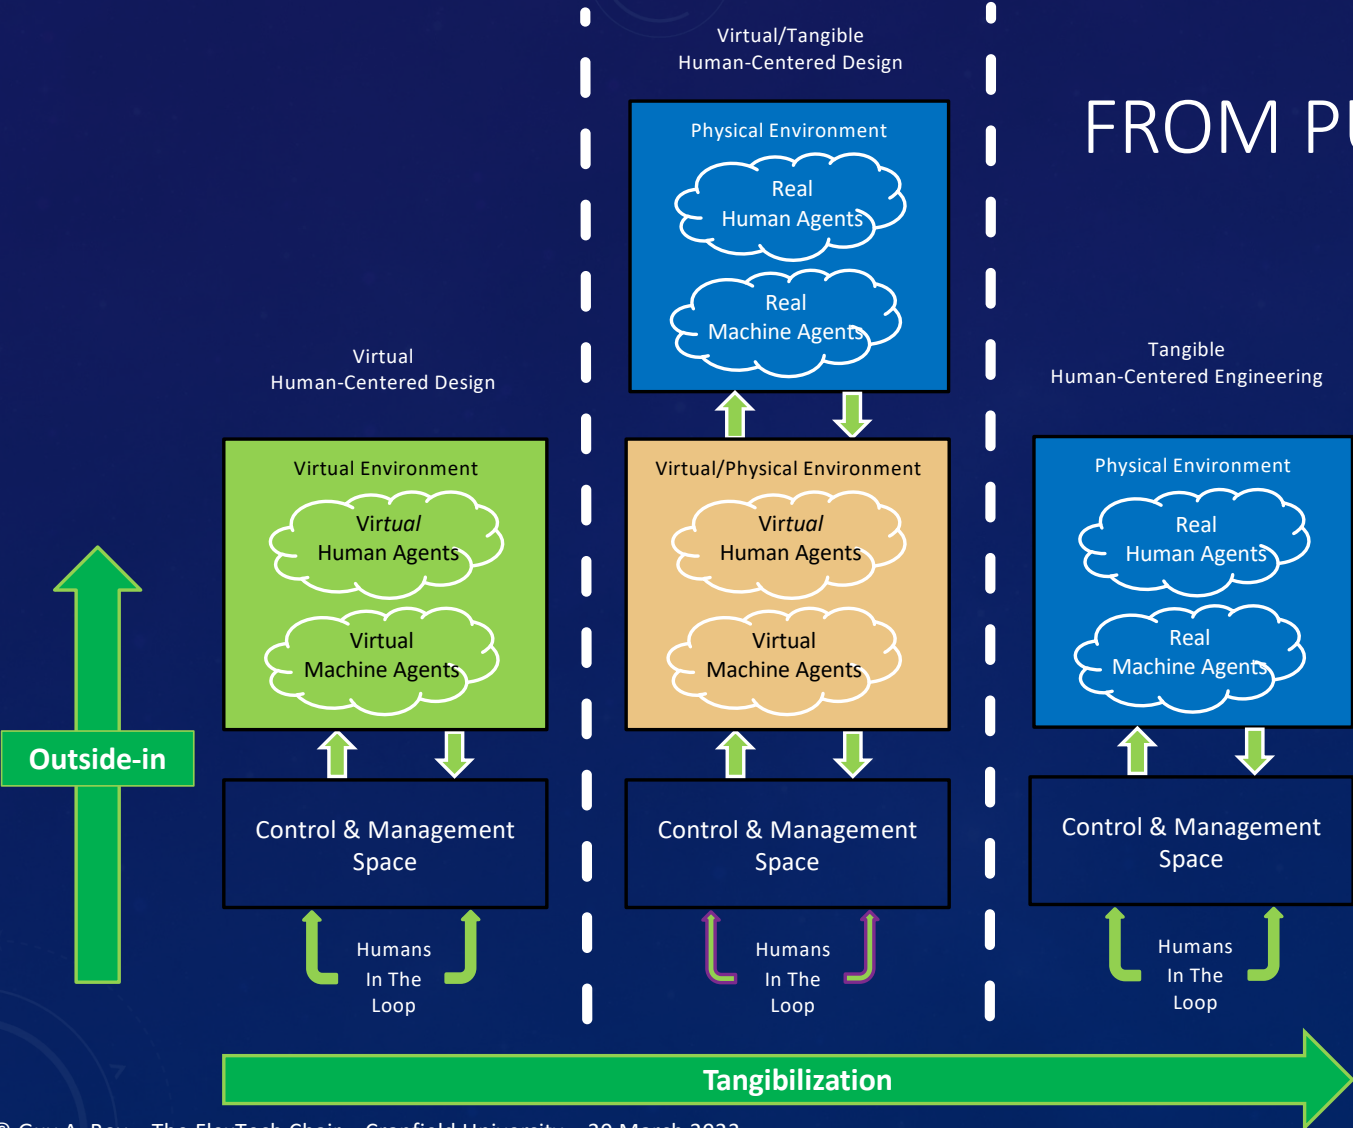 Virtual/Tangible
Human-Centered Design
FROM
Physical Environment
Real
Human Agents
Real
Machine Agents
Virtual
Human-Centered Design
Tangible
Human-Centered Engineering
Virtual Environment
Virtual
Human Agents
Virtual
Machine Agents
Virtual/Physical Environment
Virtual
Human Agents
Virtual
Machine Agents
Physical Environment
Real
Human Agents
Real
Machine Agents
Outside-in
Control & Management
Space
Control & Management
Space
Control & Management
Space
Humans
In The
Loop
Humans
In The
Loop
Humans
In The
Loop
Tangibilization